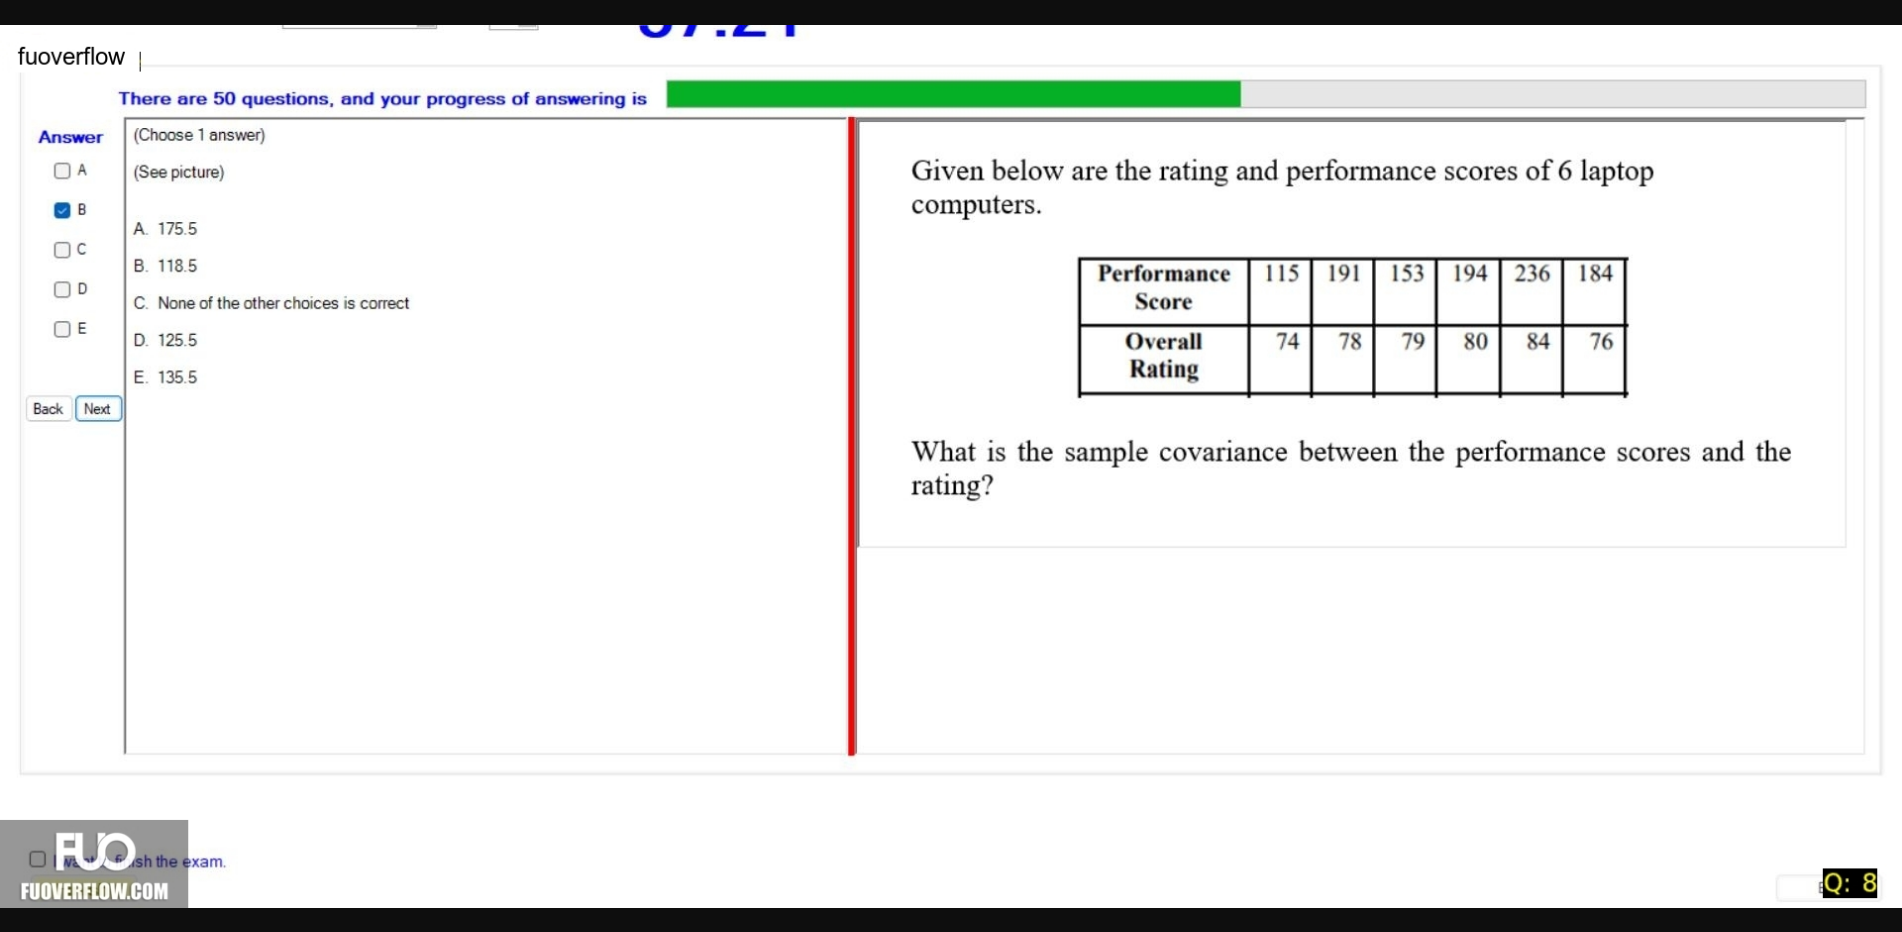 fuoverflow
There are 50 questions, and your progress of answering is
Answer
A
B
C
D
E
Back Next
(Choose 1 answer)
(See picture)
A. 175.5
B. 118.5
C. None of the other choices is correct
D. 125.5
E. 135.5
Given below are the rating and performance scores of 6 laptop
computers.
Performance 115 191 153 194 236 184
Score
Overall 74 78 79 80 84 76
Rating
What is the sample covariance between the performance scores and the
rating?
FUO
sh the exam.
FUOVERFLOW.COM
Q: 8